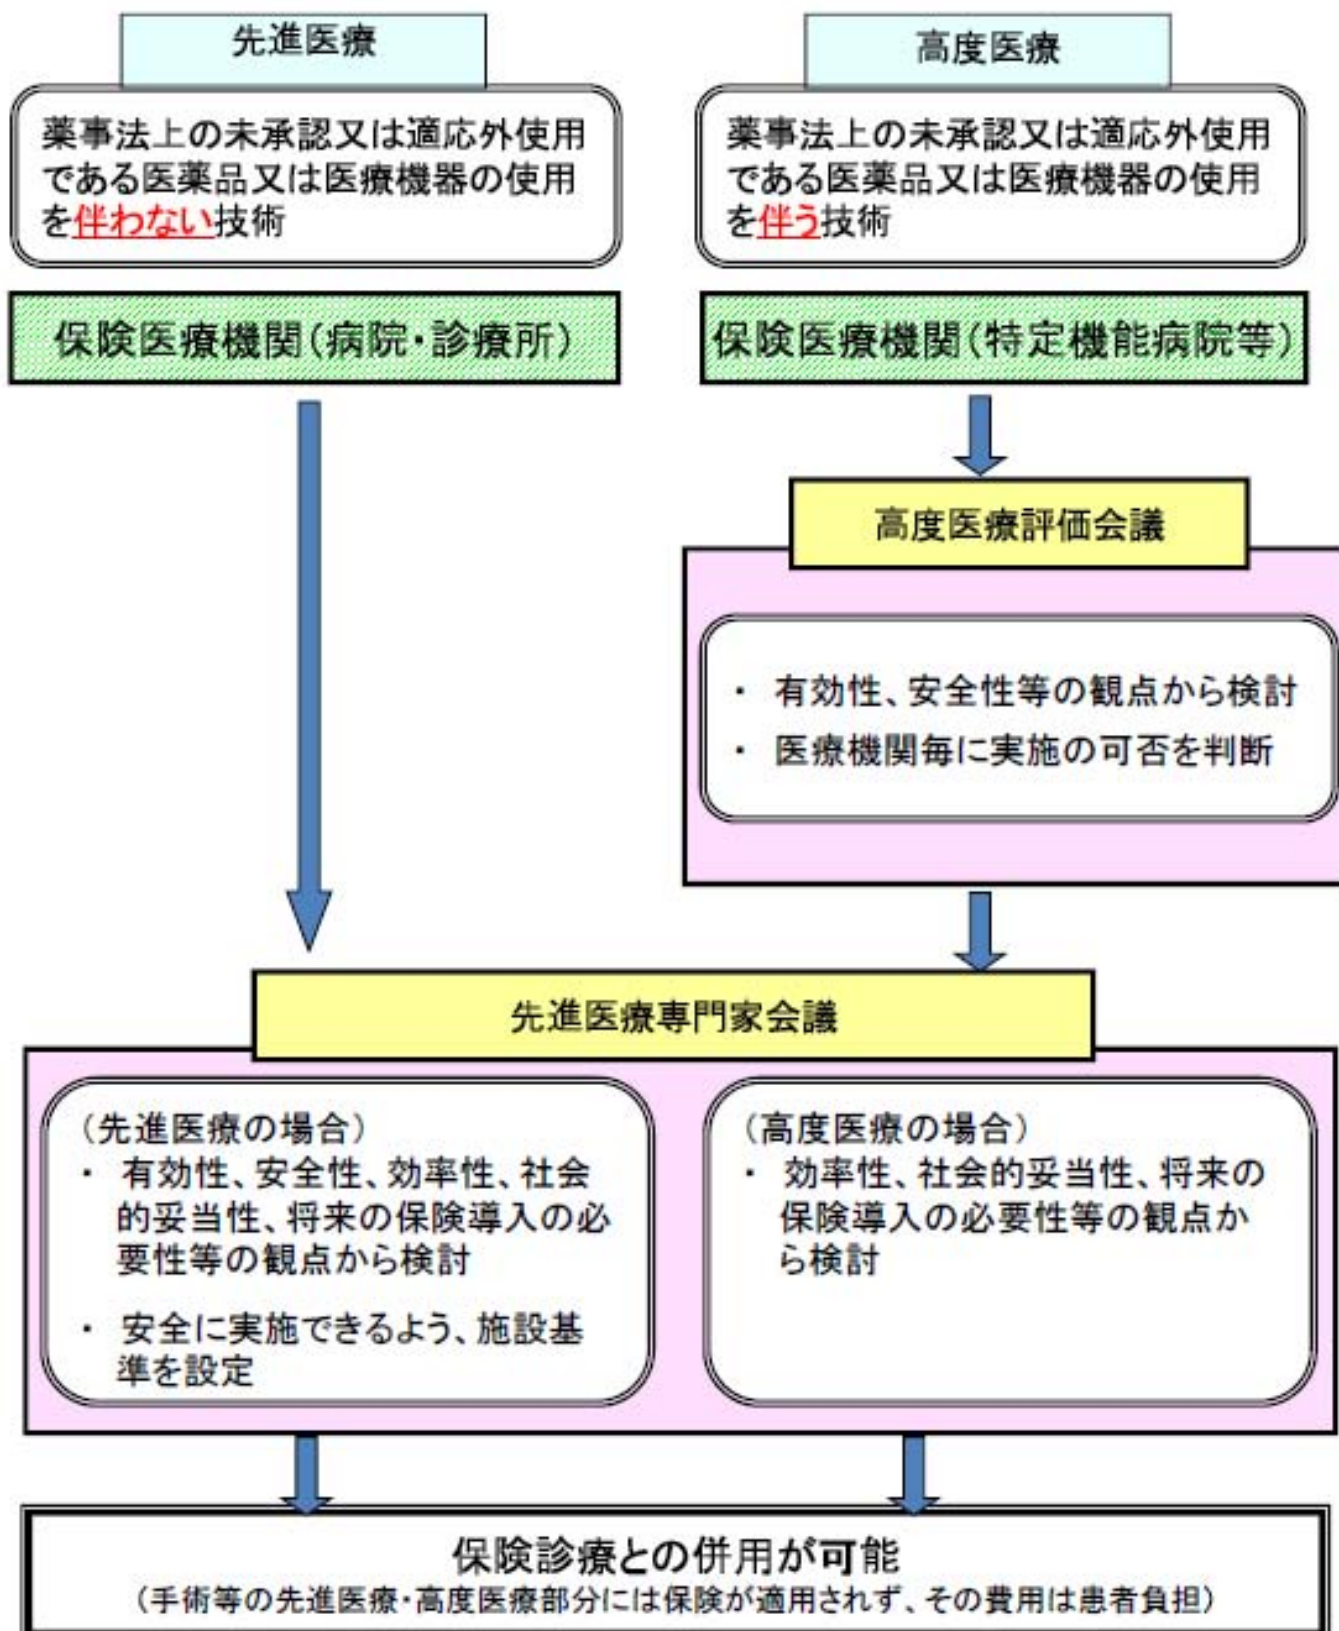 先進医療
薬事法上の未承認又は適応外使用
である医薬品又は医療機器の使用
を伴わない技術
保険医療機関(病院・診療所)
高度医療
薬事法上の未承認又は適応外使用
である医薬品又は医療機器の使用
を伴う技術
保険医療機関(特定機能病院等)
高度医療評価会議
・ 有効性、安全性等の観点から検討
・ 医療機関毎に実施の可否を判断
先進医療専門家会議
(先進医療の場合)
・ 有効性、安全性、効率性、社会
的妥当性、将来の保険導入の必
要性等の観点から検討
・ 安全に実施できるよう、施設基
準を設定
(高度医療の場合)
・ 効率性、社会的妥当性、将来の
保険導入の必要性等の観点か
ら検討
保険診療との併用が可能
(手術等の先進医療・高度医療部分には保険が適用されず、その費用は患者負担)